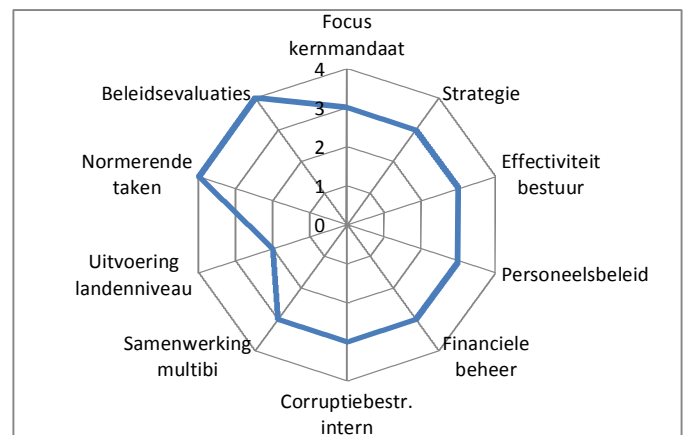 Focus
kernmandaat
Strategie
Effectiviteit
bestuur
Personeelsbeleid
Financiele
beheer
Corruptiebestr.
intern
Samenwerking
multibi
Uitvoering
landenniveau
Normerende
taken
Beleidsevaluaties
4
3
2
1
0